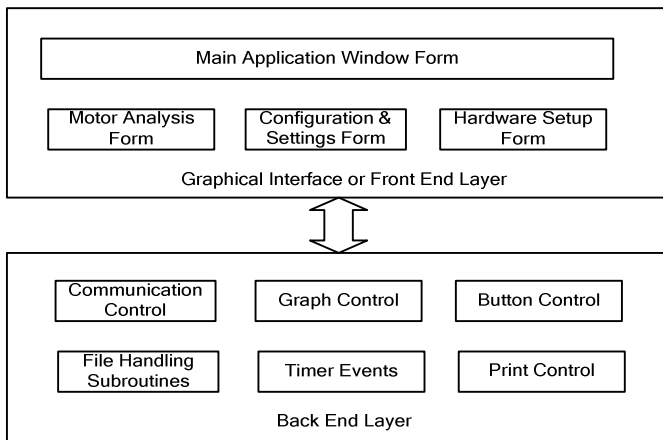 Main Application Window Form
Motor Analysis
Form
Configuration &
Settings Form
Hardware Setup
Form
Graphical Interface or Front End Layer
Communication
Control
Graph Control
Button Control
File Handling
Subroutines
Timer Events
Print Control
Back End Layer